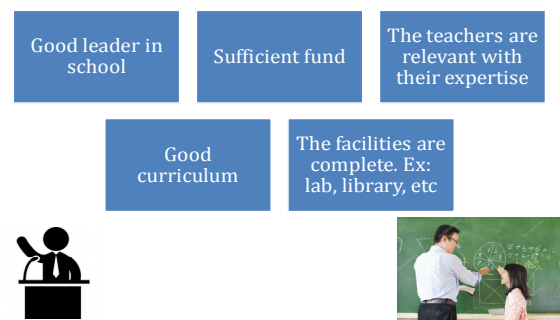 Good leader in
school
Sufficient fund
The teachers are
relevant with
their expertise
Good
curriculum
The facilities are
complete. Ex:
lab, library, etc